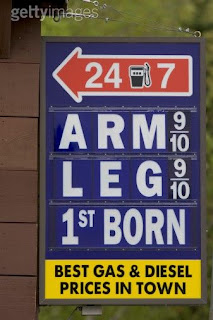 gettyimages
24 7
ARM 9/10
LEG 9/10
1ST BORN
BEST GAS & DIESEL
PRICES IN TOWN